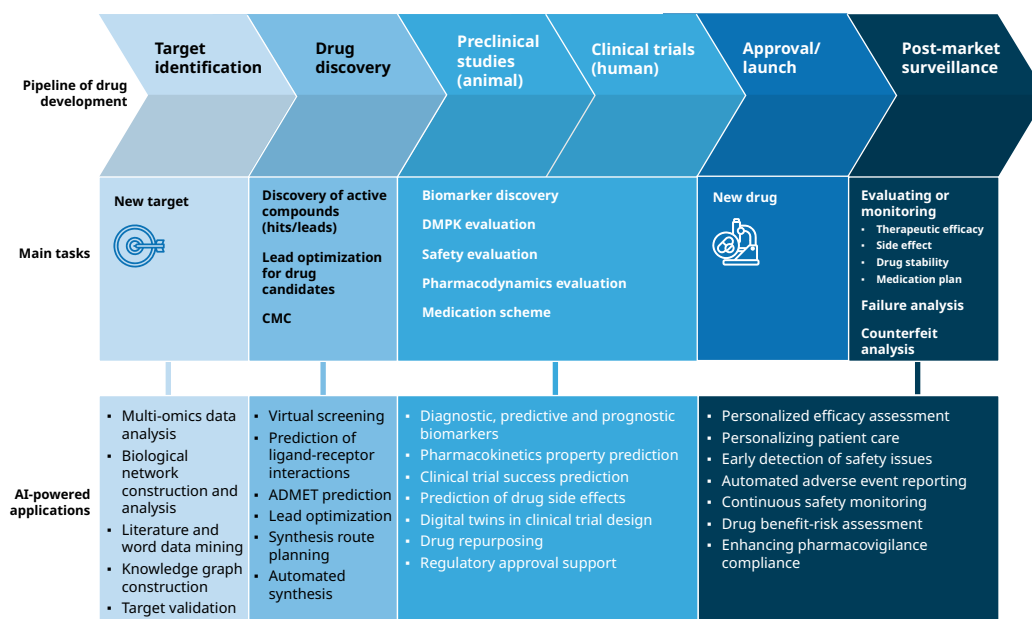 Pipeline of drug
development
Target
identification
Drug
discovery
Preclinical
studies
(animal)
Clinical trials
(human)
Approval/
launch
Post-market
surveillance
Main tasks
New target
Discovery of active
compounds
(hits/leads)
Lead optimization
for drug
candidates
CMC
Biomarker discovery
DMPK evaluation
Safety evaluation
Pharmacodynamics evaluation
Medication scheme
New drug
Evaluating or
monitoring
• Therapeutic efficacy
• Side effect
• Drug stability
• Medication plan
Failure analysis
Counterfeit
analysis
AI-powered
applications
▪ Multi-omics data
analysis
▪ Biological
network
construction and
analysis
▪ Literature and
word data mining
▪ Knowledge graph
construction
▪ Target validation
▪ Virtual screening
▪ Prediction of
ligand-receptor
interactions
▪ ADMET prediction
▪ Lead optimization
▪ Synthesis route
planning
▪ Automated
synthesis
▪ Diagnostic, predictive and prognostic
biomarkers
▪ Pharmacokinetics property prediction
▪ Clinical trial success prediction
▪ Prediction of drug side effects
▪ Digital twins in clinical trial design
▪ Drug repurposing
▪ Regulatory approval support
▪ Personalized efficacy assessment
▪ Personalizing patient care
▪ Early detection of safety issues
▪ Automated adverse event reporting
▪ Continuous safety monitoring
▪ Drug benefit-risk assessment
▪ Enhancing pharmacovigilance
compliance